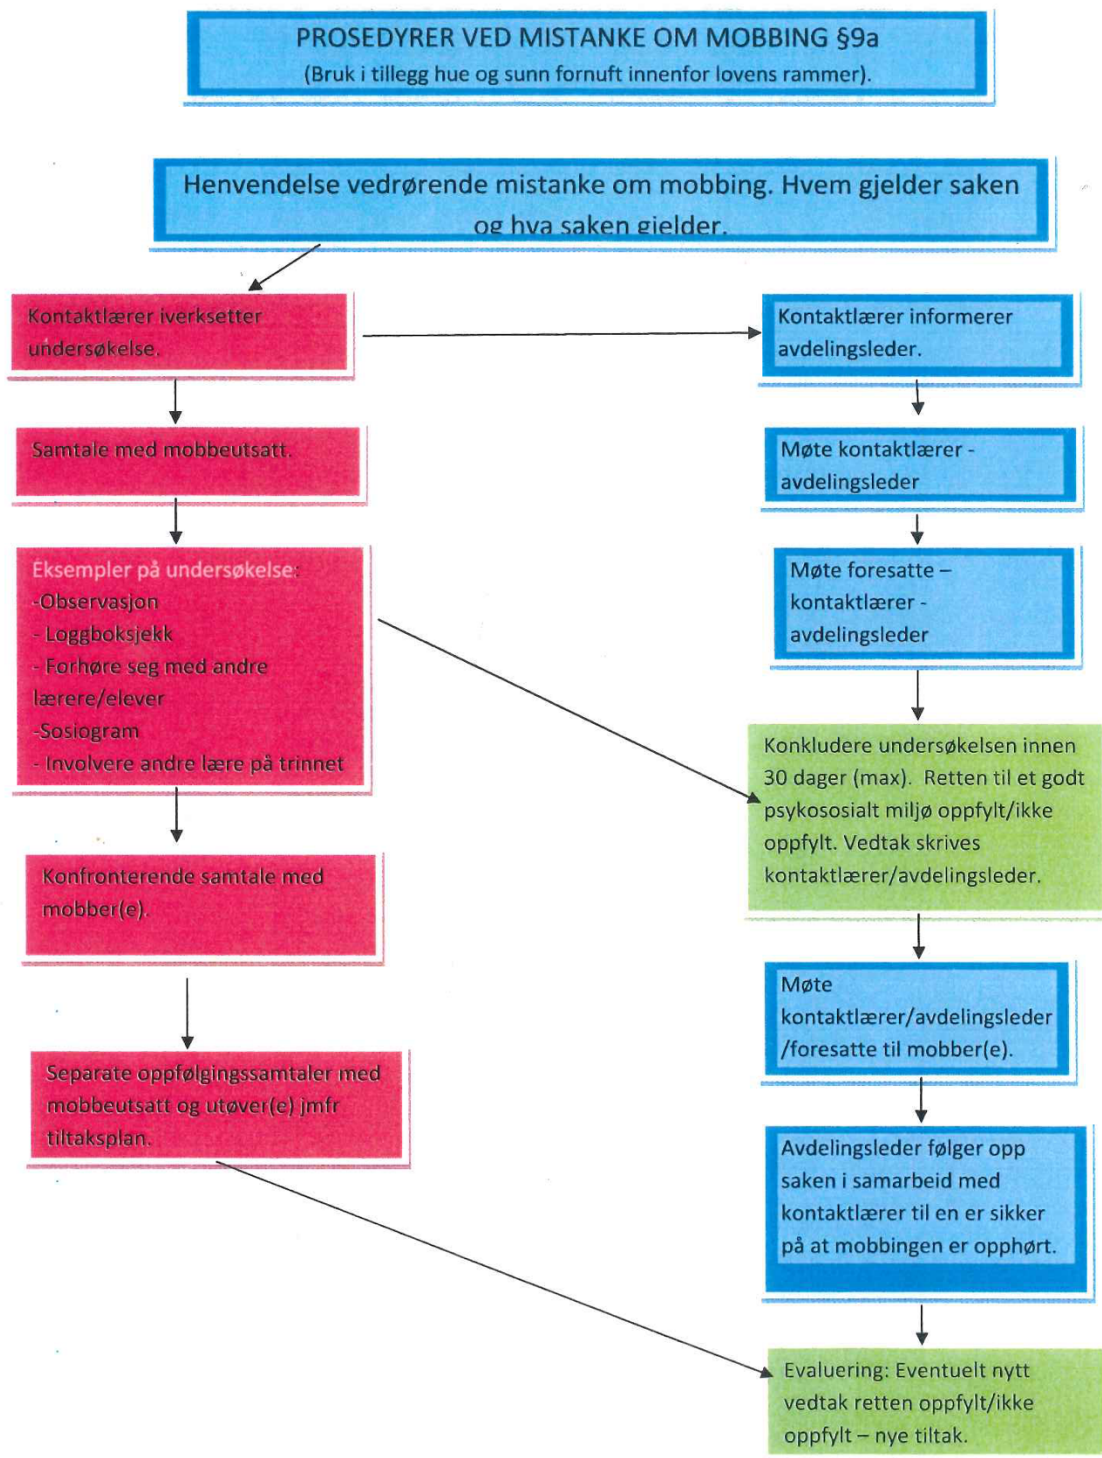 PROSEDYRER VED MISTANKE OM MOBBING §9a
(Bruk i tillegg hue og sunn fornuft innenfor lovens rammer).
Henvendelse vedrørende mistanke om mobbing. Hvem gjelder saken
og hva saken gjelder.
Kontaktlærer iverksetter
undersøkelse.
Kontaktlærer informerer
avdelingsleder.
Samtale med mobbeutsatt.
Møte kontaktlærer -
avdelingsleder
Eksempler på undersøkelse:
-Observasjon
- Loggboksjekk
- Forhøre seg med andre
lærere/elever
-Sosiogram
- Involvere andre lære på trinnet
Møte foresatte –
kontaktlærer -
avdelingsleder
Konkludere undersøkelsen innen
30 dager (max). Retten til et godt
psykososialt miljø oppfylt/ikke
oppfylt. Vedtak skrives
kontaktlærer/avdelingsleder.
Konfronterende samtale med
mobber(e).
Møte
kontaktlærer/avdelingsleder
/foresatte til mobber(e).
Separate oppfølgingssamtaler med
mobbeutsatt og utøver(e) jmfr
tiltaksplan.
Avdelingsleder følger opp
saken i samarbeid med
kontaktlærer til en er sikker
på at mobbingen er opphørt.
Evaluering: Eventuelt nytt
vedtak retten oppfylt/ikke
oppfylt – nye tiltak.